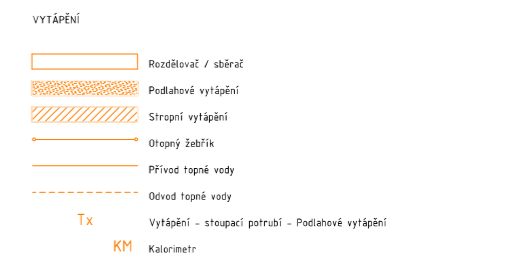 VYTÁPĚNÍ
Rozdělovač / sběrač
Podlahové vytápění
Stropní vytápění
Otopný žebřík
Přívod topné vody
Odvod topné vody
Tx Vytápění - stoupací potrubí - Podlahové vytápění
KM Kalorimetr